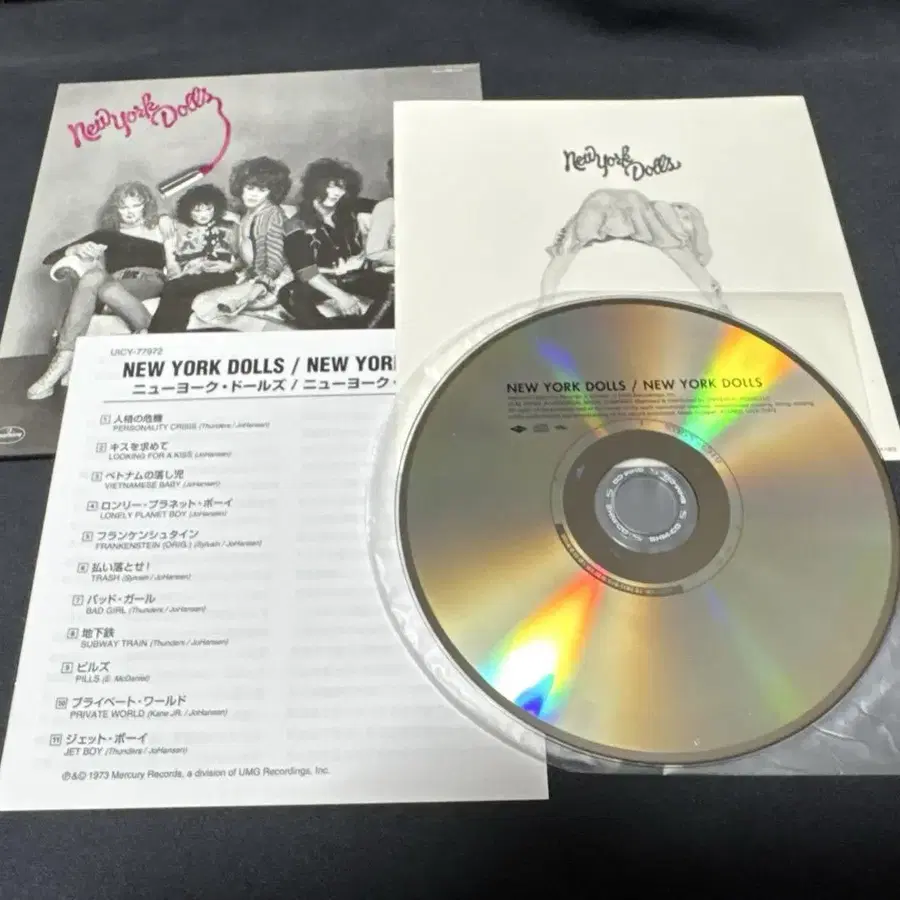 New York Dolls
New York Dolls
UICY-77972
NEW YORK DOLLS / NEW YOR
ニューヨーク・ドールズ / ニューヨーク・
1 人格の危機
PERSONALITY CRISIS (Thunders / JoHansen)
2 キスを求めて
LOOKING FOR A KISS (JoHansen)
3 ベトナムの落し児
VIETNAMESE BABY (JoHansen)
4 ロンリー・プラネット・ボーイ
LONELY PLANET BOY (JoHansen)
5 フランケンシュタイン
FRANKENSTEIN (ORIG.) (Sylvain / JoHansen)
6 払い落とせ!
TRASH (Sylvain / JoHansen)
7 バッド・ガール
BAD GIRL (Thunders / JoHansen)
8 地下鉄
SUBWAY TRAIN (Thunders / JoHansen)
9 ピルズ
PILLS (E. McDaniel)
10 プライベート・ワールド
PRIVATE WORLD (Kane JR. / JoHansen)
11 ジェット・ボーイ
JET BOY (Thunders / JoHansen)
℗&© 1973 Mercury Records, a division of UMG Recordings, Inc.
NEW YORK DOLLS / NEW YORK DOLLS